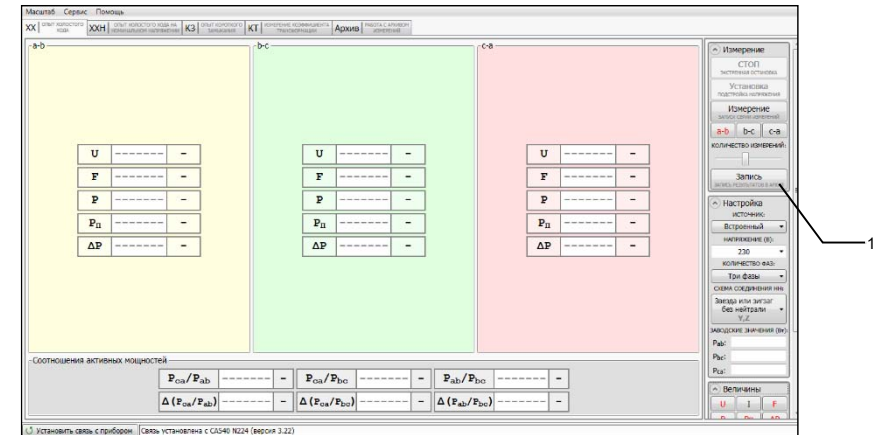 Масштаб Сервис Помощь
ХХ ОПЫТ ХОЛОСТОГО ХОДА ХХН ОПЫТ ХОЛОСТОГО ХОДА НА НОМИНАЛЬНОМ НАПРЯЖЕНИИ КЗ ОПЫТ КОРОТКОГО ЗАМЫКАНИЯ КТ ИЗМЕРЕНИЕ КОЭФФИЦИЕНТА ТРАНСФОРМАЦИИ Архив РАБОТА С АРХИВОМ ИЗМЕРЕНИЙ
a-b b-c c-a
U ------- - U ------- - U ------- -
F ------- - F ------- - F ------- -
P ------- - P ------- - P ------- -
Pп ------- - Pп ------- - Pп ------- -
ΔP ------- - ΔP ------- - ΔP ------- -
Соотношения активных мощностей
Pca/Pab ------- - Pca/Pbc ------- - Pab/Pbc ------- -
Δ(Pca/Pab) ------- - Δ(Pca/Pbc) ------- - Δ(Pab/Pbc) ------- -
Измерение
СТОП
ЭКСТРЕННАЯ ОСТАНОВКА
Установка
ПОДСТРОЙКА НАПРЯЖЕНИЯ
Измерение
ЗАПУСК СЕРИИ ИЗМЕРЕНИЙ
a-b b-c c-a
КОЛИЧЕСТВО ИЗМЕРЕНИЙ:
Запись
ЗАПИСЬ РЕЗУЛЬТАТОВ В АРХИВ
1
Настройка
ИСТОЧНИК:
Встроенный
НАПРЯЖЕНИЕ (В):
230
КОЛИЧЕСТВО ФАЗ:
Три фазы
СХЕМА СОЕДИНЕНИЯ НН:
Звезда или зигзаг
без нейтрали
Y,Z
ЗАВОДСКИЕ ЗНАЧЕНИЯ (Вт):
Pab:
Pbc:
Pca:
Величины
U I F
P Pп ΔP
Установить связь с прибором Связь установлена с CA540 N224 (версия 3.22)